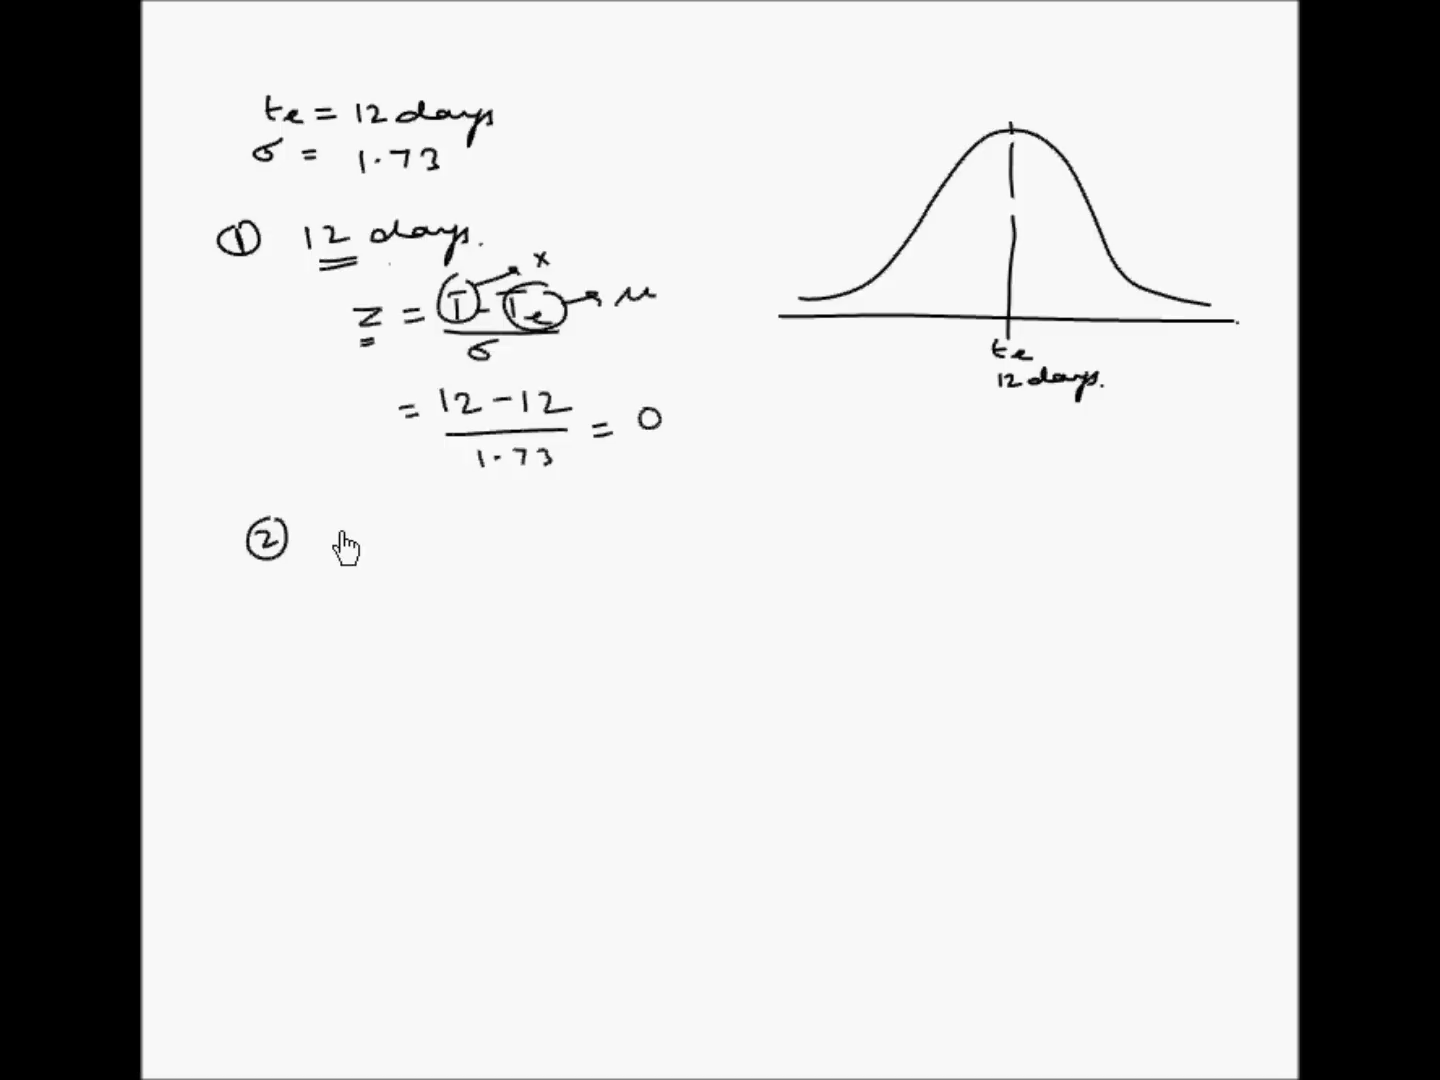 te = 12 days
σ = 1.73
① 12 days.
x
z = T - Te → μ
σ
= 12 - 12 = 0
1.73
②
te
12 days.